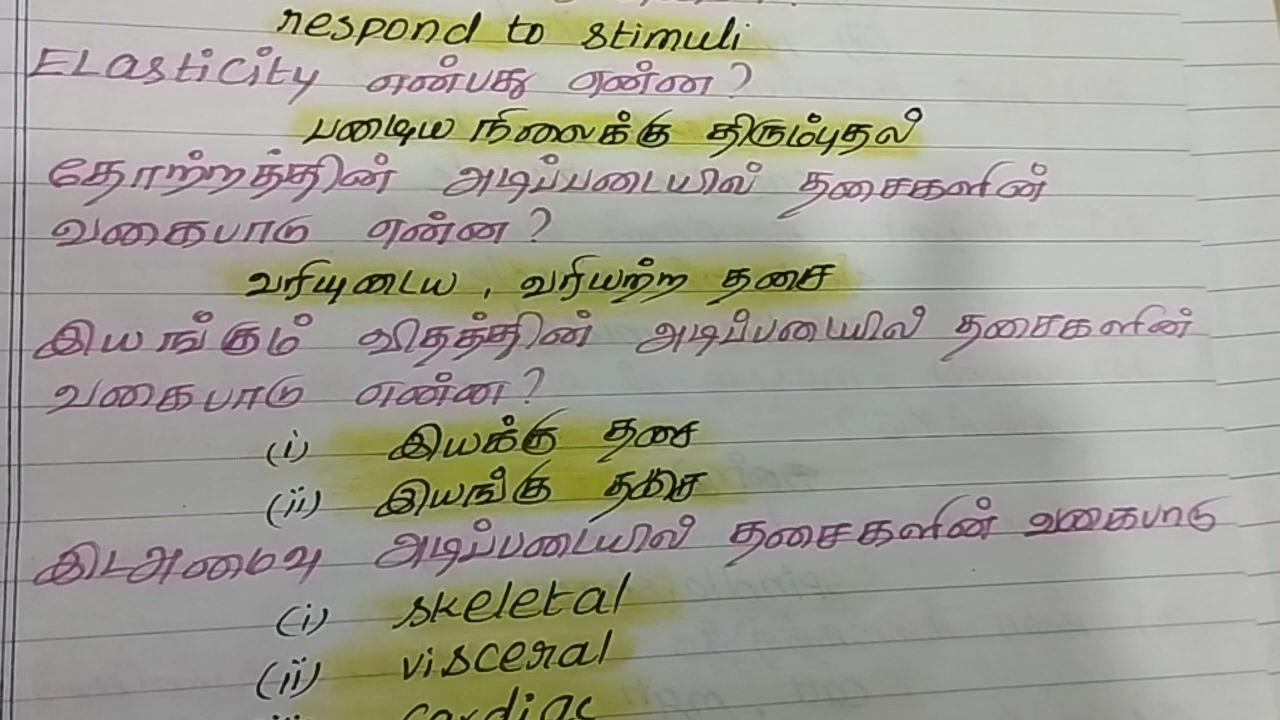 respond to stimuli
ELasticity என்பது என்ன?
பண்டைய நிலைக்கு திரும்புதல்
தோற்றத்தின் அடிப்படையில் தசைகளின்
வகைபாடு என்ன?
வரியுடைய, வரியற்ற தசை
இயங்கும் விதத்தின் அடிப்படையில் தசைகளின்
வகைபாடு என்ன?
(i) இயக்கு தசை
(ii) இயங்கு தசை
இடஅமைவு அடிப்படையில் தசைகளின் வகைபாடு
(i) skeletal
(ii) visceral
cardiac